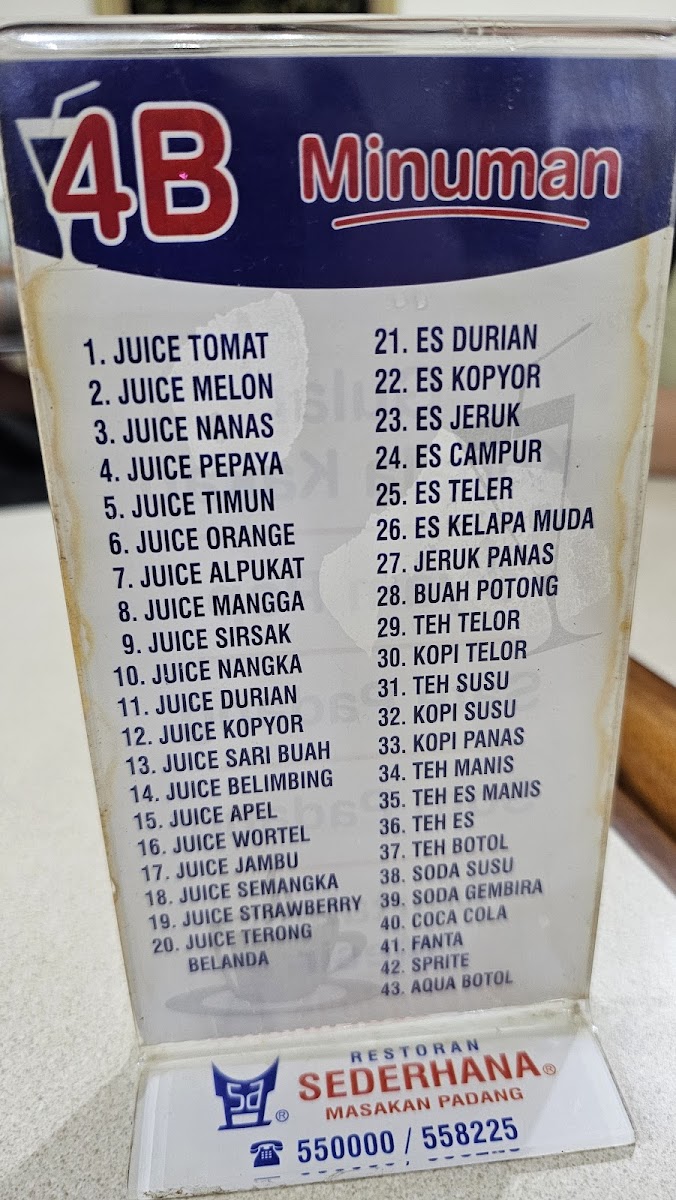 4B
Minuman
1. JUICE TOMAT
2. JUICE MELON
3. JUICE NANAS
4. JUICE PEPAYA
5. JUICE TIMUN
6. JUICE ORANGE
7. JUICE ALPUKAT
8. JUICE MANGGA
9. JUICE SIRSAK
10. JUICE NANGKA
11. JUICE DURIAN
12. JUICE KOPYOR
13. JUICE SARI BUAH
14. JUICE BELIMBING
15. JUICE APEL
16. JUICE WORTEL
17. JUICE JAMBU
18. JUICE SEMANGKA
19. JUICE STRAWBERRY
20. JUICE TERONG
BELANDA
21. ES DURIAN
22. ES KOPYOR
23. ES JERUK
24. ES CAMPUR
25. ES TELER
26. ES KELAPA MUDA
27. JERUK PANAS
28. BUAH POTONG
29. TEH TELOR
30. KOPI TELOR
31. TEH SUSU
32. KOPI SUSU
33. KOPI PANAS
34. TEH MANIS
35. TEH ES MANIS
36. TEH ES
37. TEH BOTOL
38. SODA SUSU
39. SODA GEMBIRA
40. COCA COLA
41. FANTA
42. SPRITE
43. AQUA BOTOL
sa ®
RESTORAN
SEDERHANA®
MASAKAN PADANG
☎ 550000 / 558225